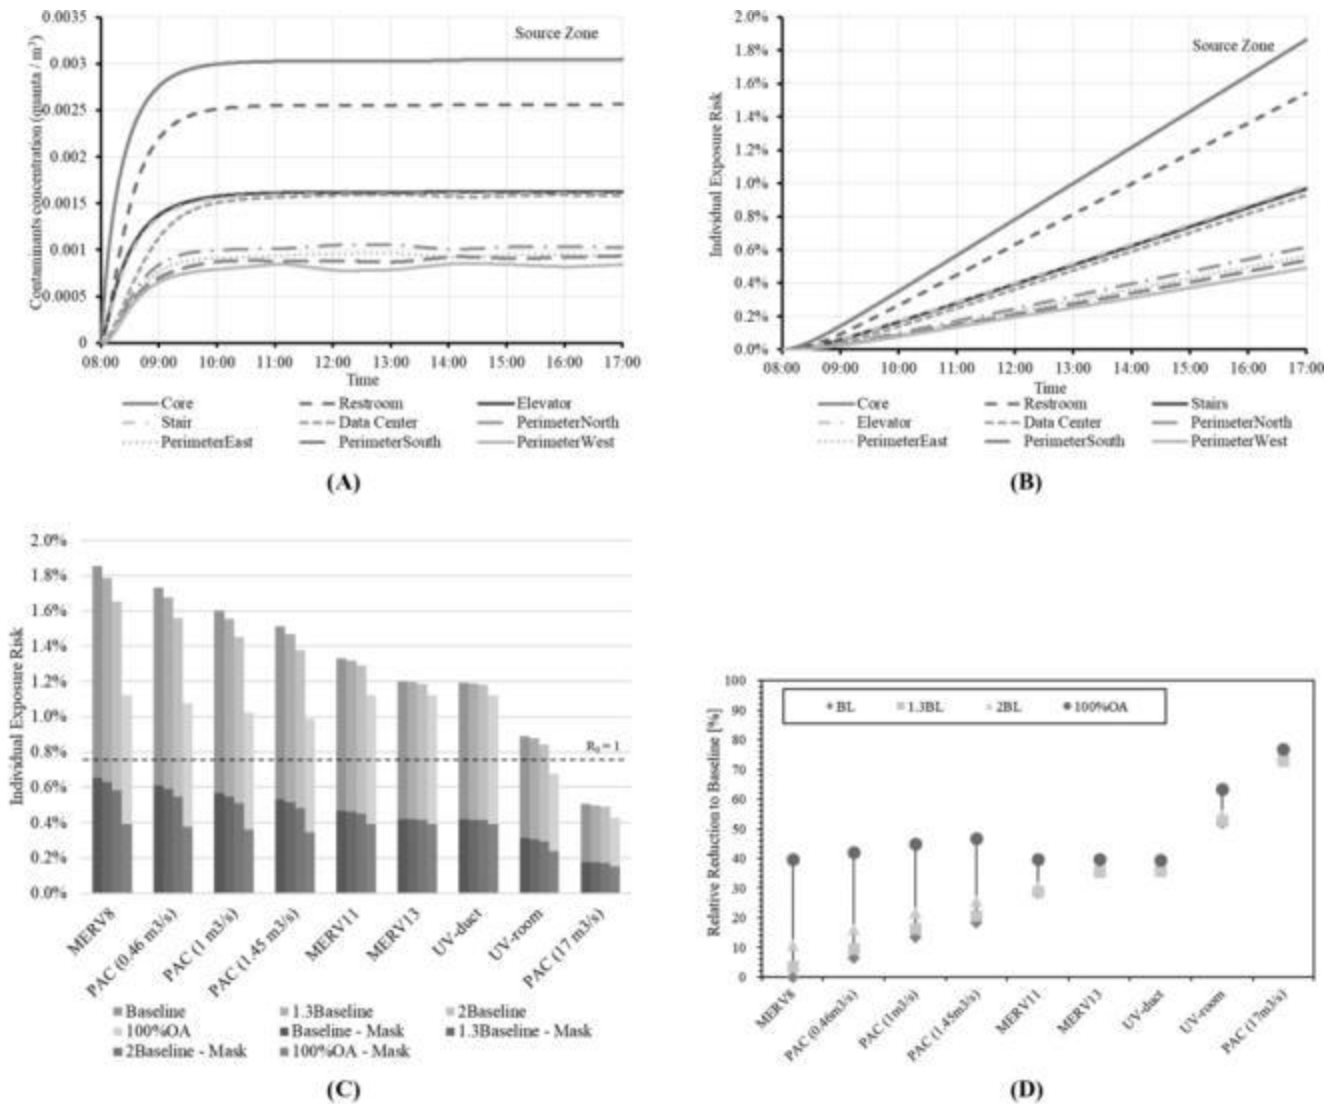 Contaminants concentration (quanta / m³)
0.0035
0.003
0.0025
0.002
0.0015
0.001
0.0005
0
Source Zone
08:00 09:00 10:00 11:00 12:00 13:00 14:00 15:00 16:00 17:00
Time
Core Restroom Elevator
Stair Data Center PerimeterNorth
PerimeterEast PerimeterSouth PerimeterWest
(A)
Individual Exposure Risk
2.0%
1.8%
1.6%
1.4%
1.2%
1.0%
0.8%
0.6%
0.4%
0.2%
0.0%
Source Zone
08:00 09:00 10:00 11:00 12:00 13:00 14:00 15:00 16:00 17:00
Time
Core Restroom Stairs
Elevator Data Center PerimeterNorth
PerimeterEast PerimeterSouth PerimeterWest
(B)
Individual Exposure Risk
2.0%
1.8%
1.6%
1.4%
1.2%
1.0%
0.8%
0.6%
0.4%
0.2%
0.0%
R₀ = 1
MERV8
PAC (0.46 m3/s)
PAC (1 m3/s)
PAC (1.45 m3/s)
MERV11
MERV13
UV-duct
UV-room
PAC (17 m3/s)
Baseline 1.3Baseline 2Baseline
100%OA Baseline - Mask 1.3Baseline - Mask
2Baseline - Mask 100%OA - Mask
(C)
Relative Reduction to Baseline [%]
100
90
80
70
60
50
40
30
20
10
0
BL 1.3BL 2BL 100%OA
MERV8
PAC (0.46m3/s)
PAC (1m3/s)
PAC (1.45m3/s)
MERV11
MERV13
UV-duct
UV-room
PAC (17m3/s)
(D)